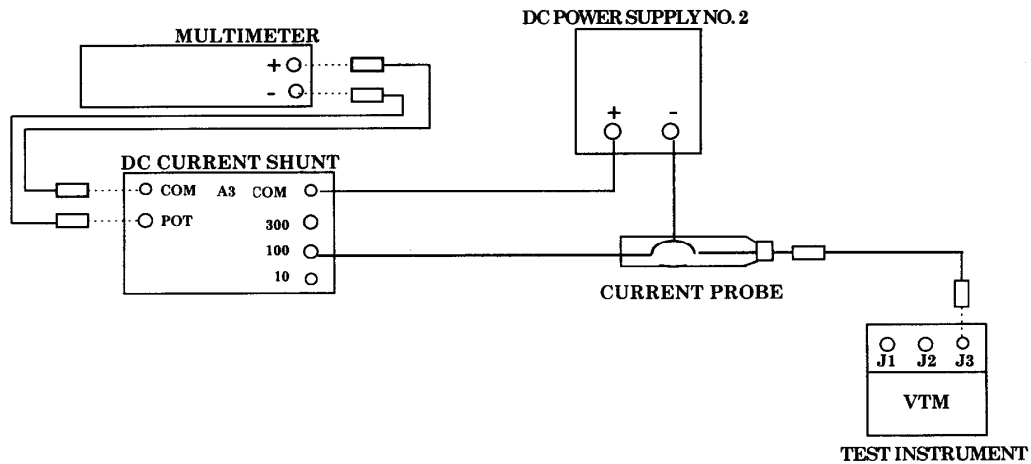 DC POWER SUPPLY NO. 2
MULTIMETER
+
-
+ -
DC CURRENT SHUNT
COM A3 COM
POT
300
100
10
CURRENT PROBE
J1 J2 J3
VTM
TEST INSTRUMENT